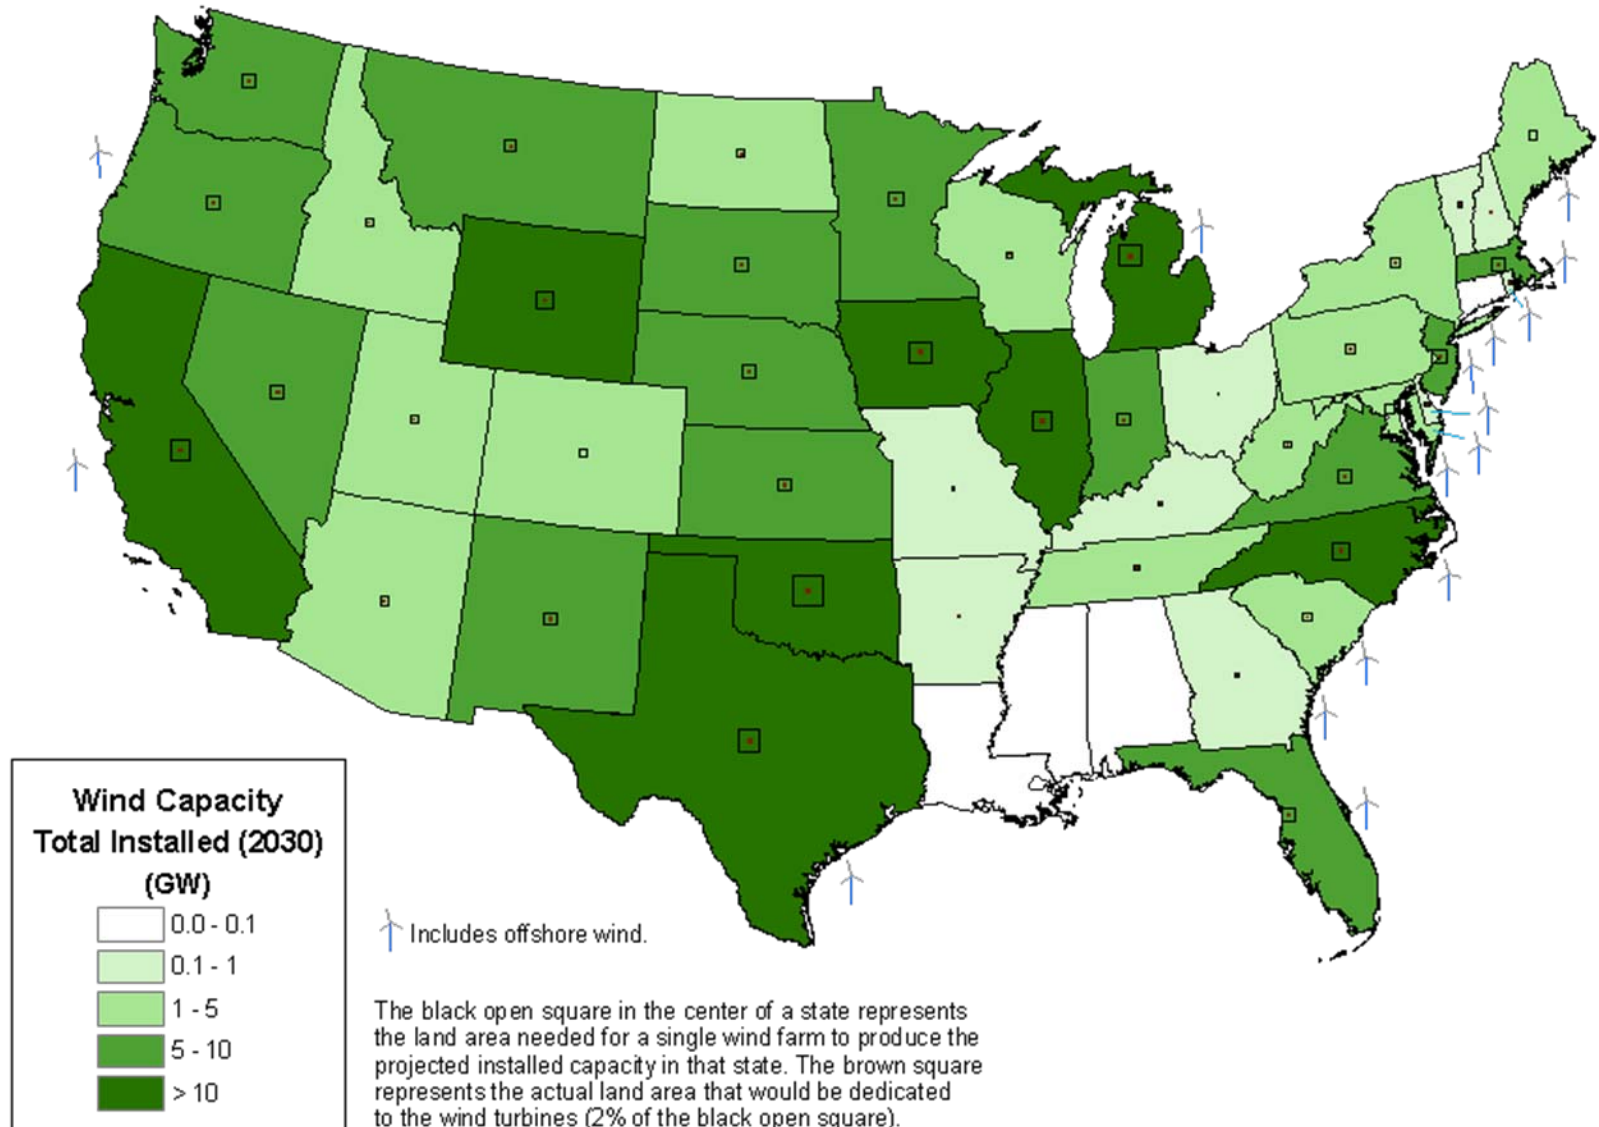 Wind Capacity
Total Installed (2030)
(GW)
0.0 - 0.1
0.1 - 1
1 - 5
5 - 10
> 10
Includes offshore wind.
The black open square in the center of a state represents
the land area needed for a single wind farm to produce the
projected installed capacity in that state. The brown square
represents the actual land area that would be dedicated
to the wind turbines (2% of the black open square).